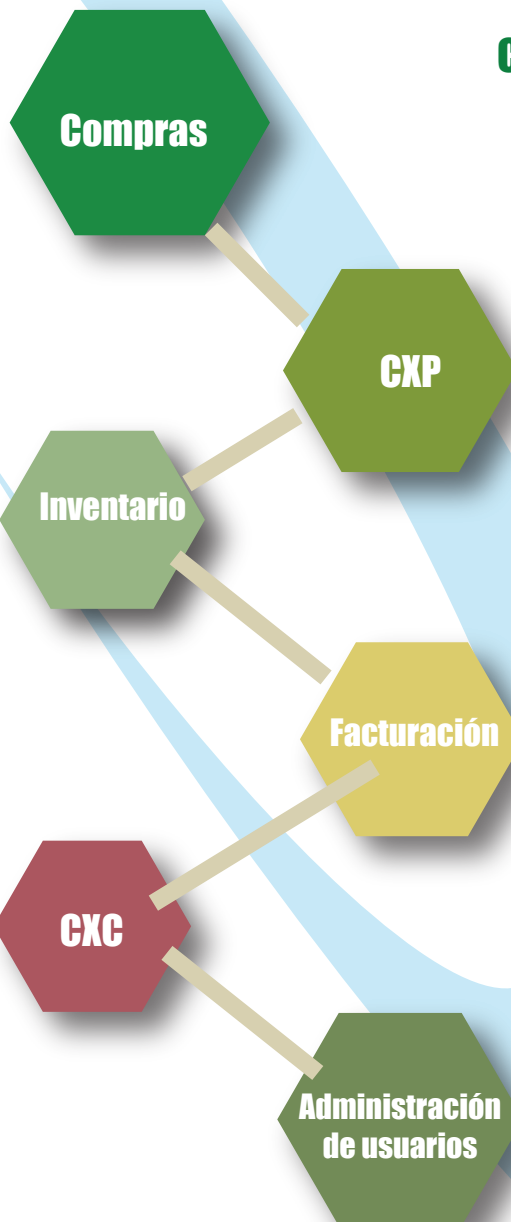 Compras
CXP
Inventario
Facturación
CXC
Administración
de usuarios